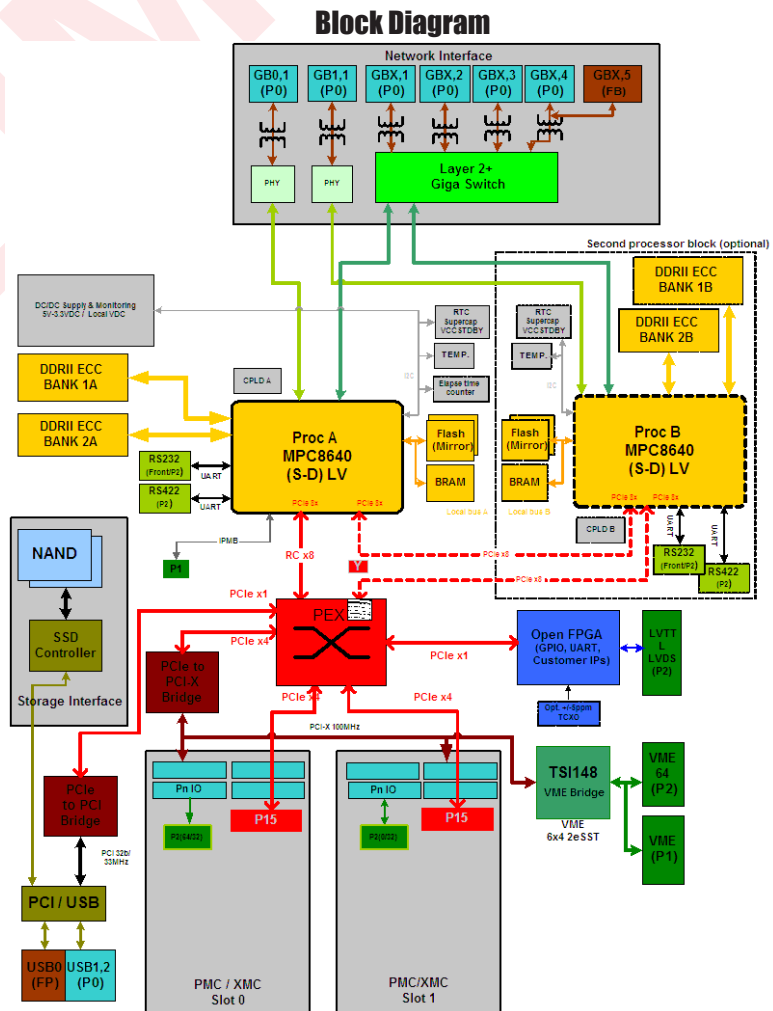 Block Diagram
Network Interface
GB0,1
(P0)
GB1,1
(P0)
GBX,1
(P0)
GBX,2
(P0)
GBX,3
(P0)
GBX,4
(P0)
GBX,5
(FB)
PHY
PHY
Layer 2+
Giga Switch
Second processor block (optional)
DC/DC Supply & Monitoring
5V-3.3VDC / Local VDC
RTC
Supercap
VCC STDBY
TEMP.
Elapse time
counter
I2C
RTC
Supercap
VCC STDBY
TEMP.
I2C
DDRII ECC
BANK 1B
DDRII ECC
BANK 2B
DDRII ECC
BANK 1A
DDRII ECC
BANK 2A
CPLD A
Proc A
MPC8640
(S-D) LV
PCIe 8x
PCIe 8x
Flash
(Mirror)
BRAM
Local bus A
Flash
(Mirror)
BRAM
Local bus B
Proc B
MPC8640
(S-D) LV
PCIe 8x
PCIe 8x
RS232
(Front/P2)
UART
RS422
(P2)
UART
IPMB
P1
RC x8
PCIe x8
PCIe x8
Y
CPLD B
UART
UART
RS232
(Front/P2)
RS422
(P2)
NAND
SSD
Controller
Storage Interface
PCIe x1
PCIe x4
PEX
PCIe x1
PCIe x4
PCIe x4
Open FPGA
(GPIO, UART,
Customer IPs)
Opt. +/-5ppm
TCXO
LVTT
L
LVDS
(P2)
PCIe to
PCI-X
Bridge
PCI-X 100MHz
PCIe
to PCI
Bridge
PCI 32b/
33MHz
PCI / USB
USB0
(FP)
USB1,2
(P0)
Pn IO
P2(64/32)
P15
PMC / XMC
Slot 0
Pn IO
P2(0/32)
P15
PMC/XMC
Slot 1
TSI148
VME Bridge
VME
6x4 2eSST
VME
64
(P2)
VME
(P1)